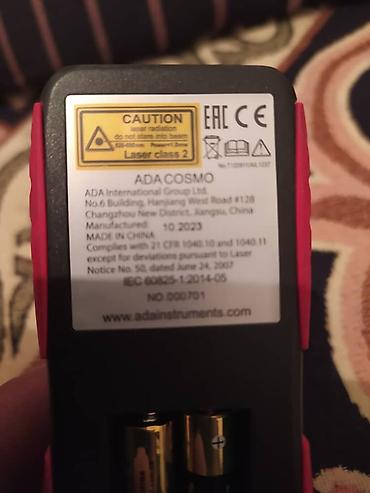 CAUTION
laser radiation
do not stare into beam
Laser class 2
EAC CE
ADA COSMO
ADA International Group Ltd.
No.6 Building, Hanjiang West Road #128
Changzhou New District, Jiangsu, China
Manufactured: 10.2023
MADE IN CHINA
Complies with 21 CFR 1040.10 and 1040.11
except for deviations pursuant to Laser
Notice No. 50, dated June 24, 2007
IEC 60825-1:2014-05
NO.000701
www.adainstruments.com